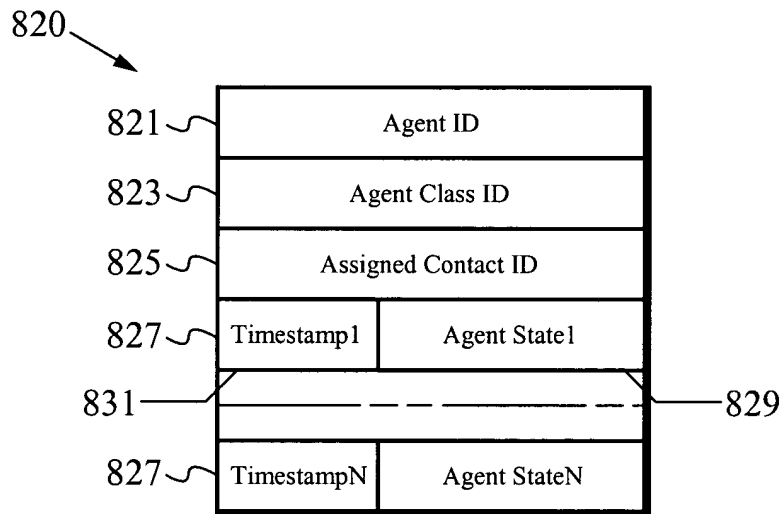 820
821 Agent ID
823 Agent Class ID
825 Assigned Contact ID
827 Timestamp1 Agent State1
831 829
827 TimestampN Agent StateN